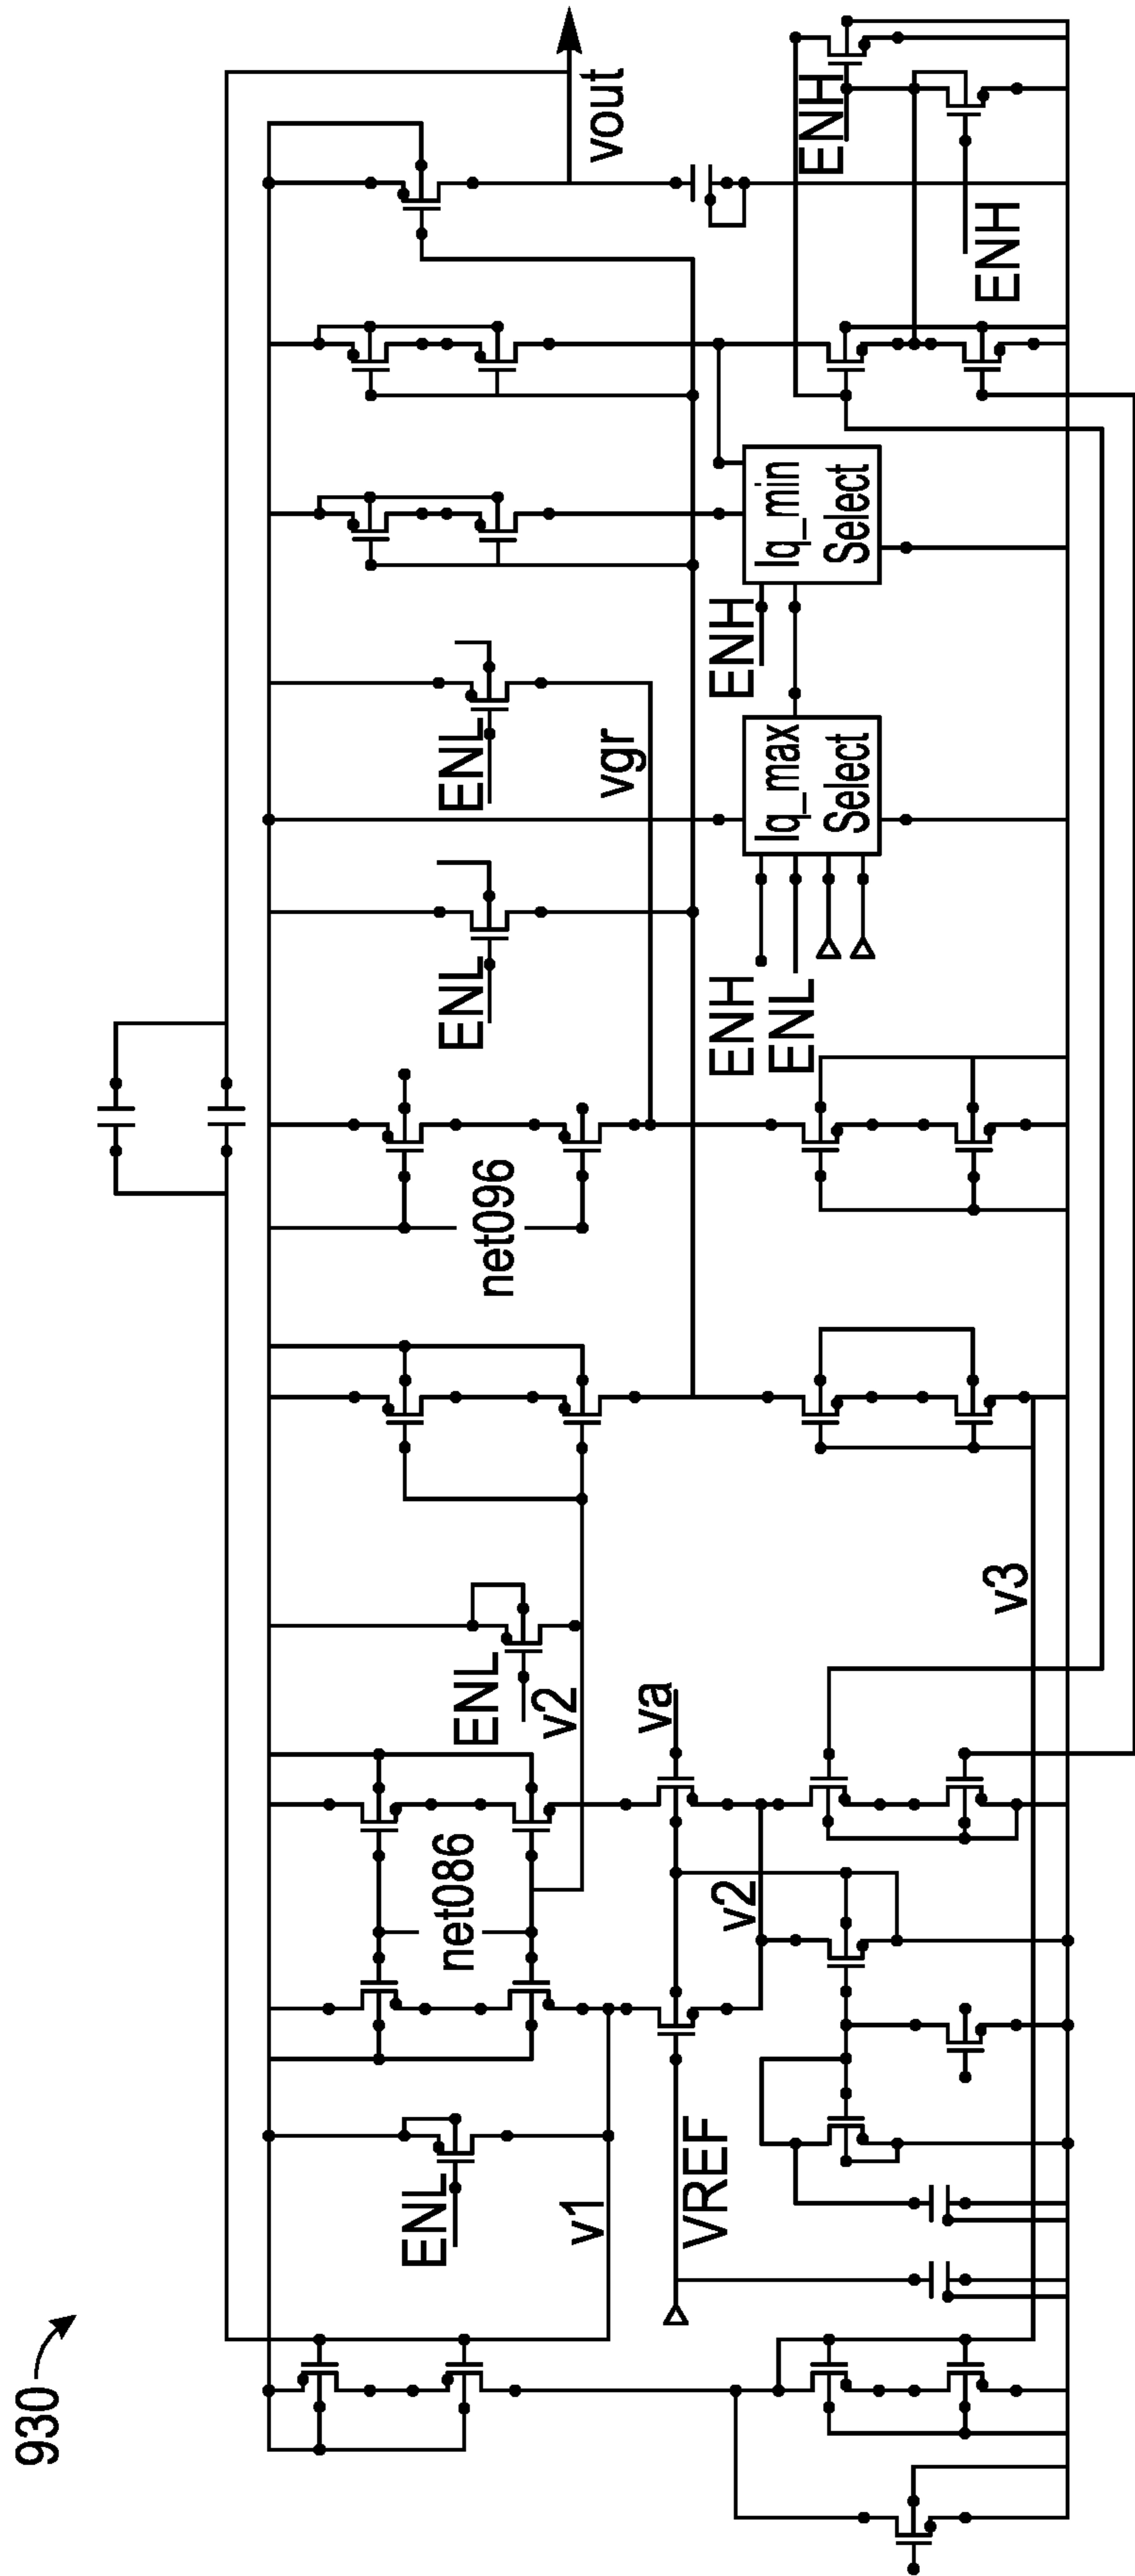 930
vout
ENH
ENH
Iq_min
Select
ENH
ENL
vgr
Iq_max
Select
ENL
ENH
ENL
net096
ENL
v2
v3
va
net086
v2
ENL
v1
VREF